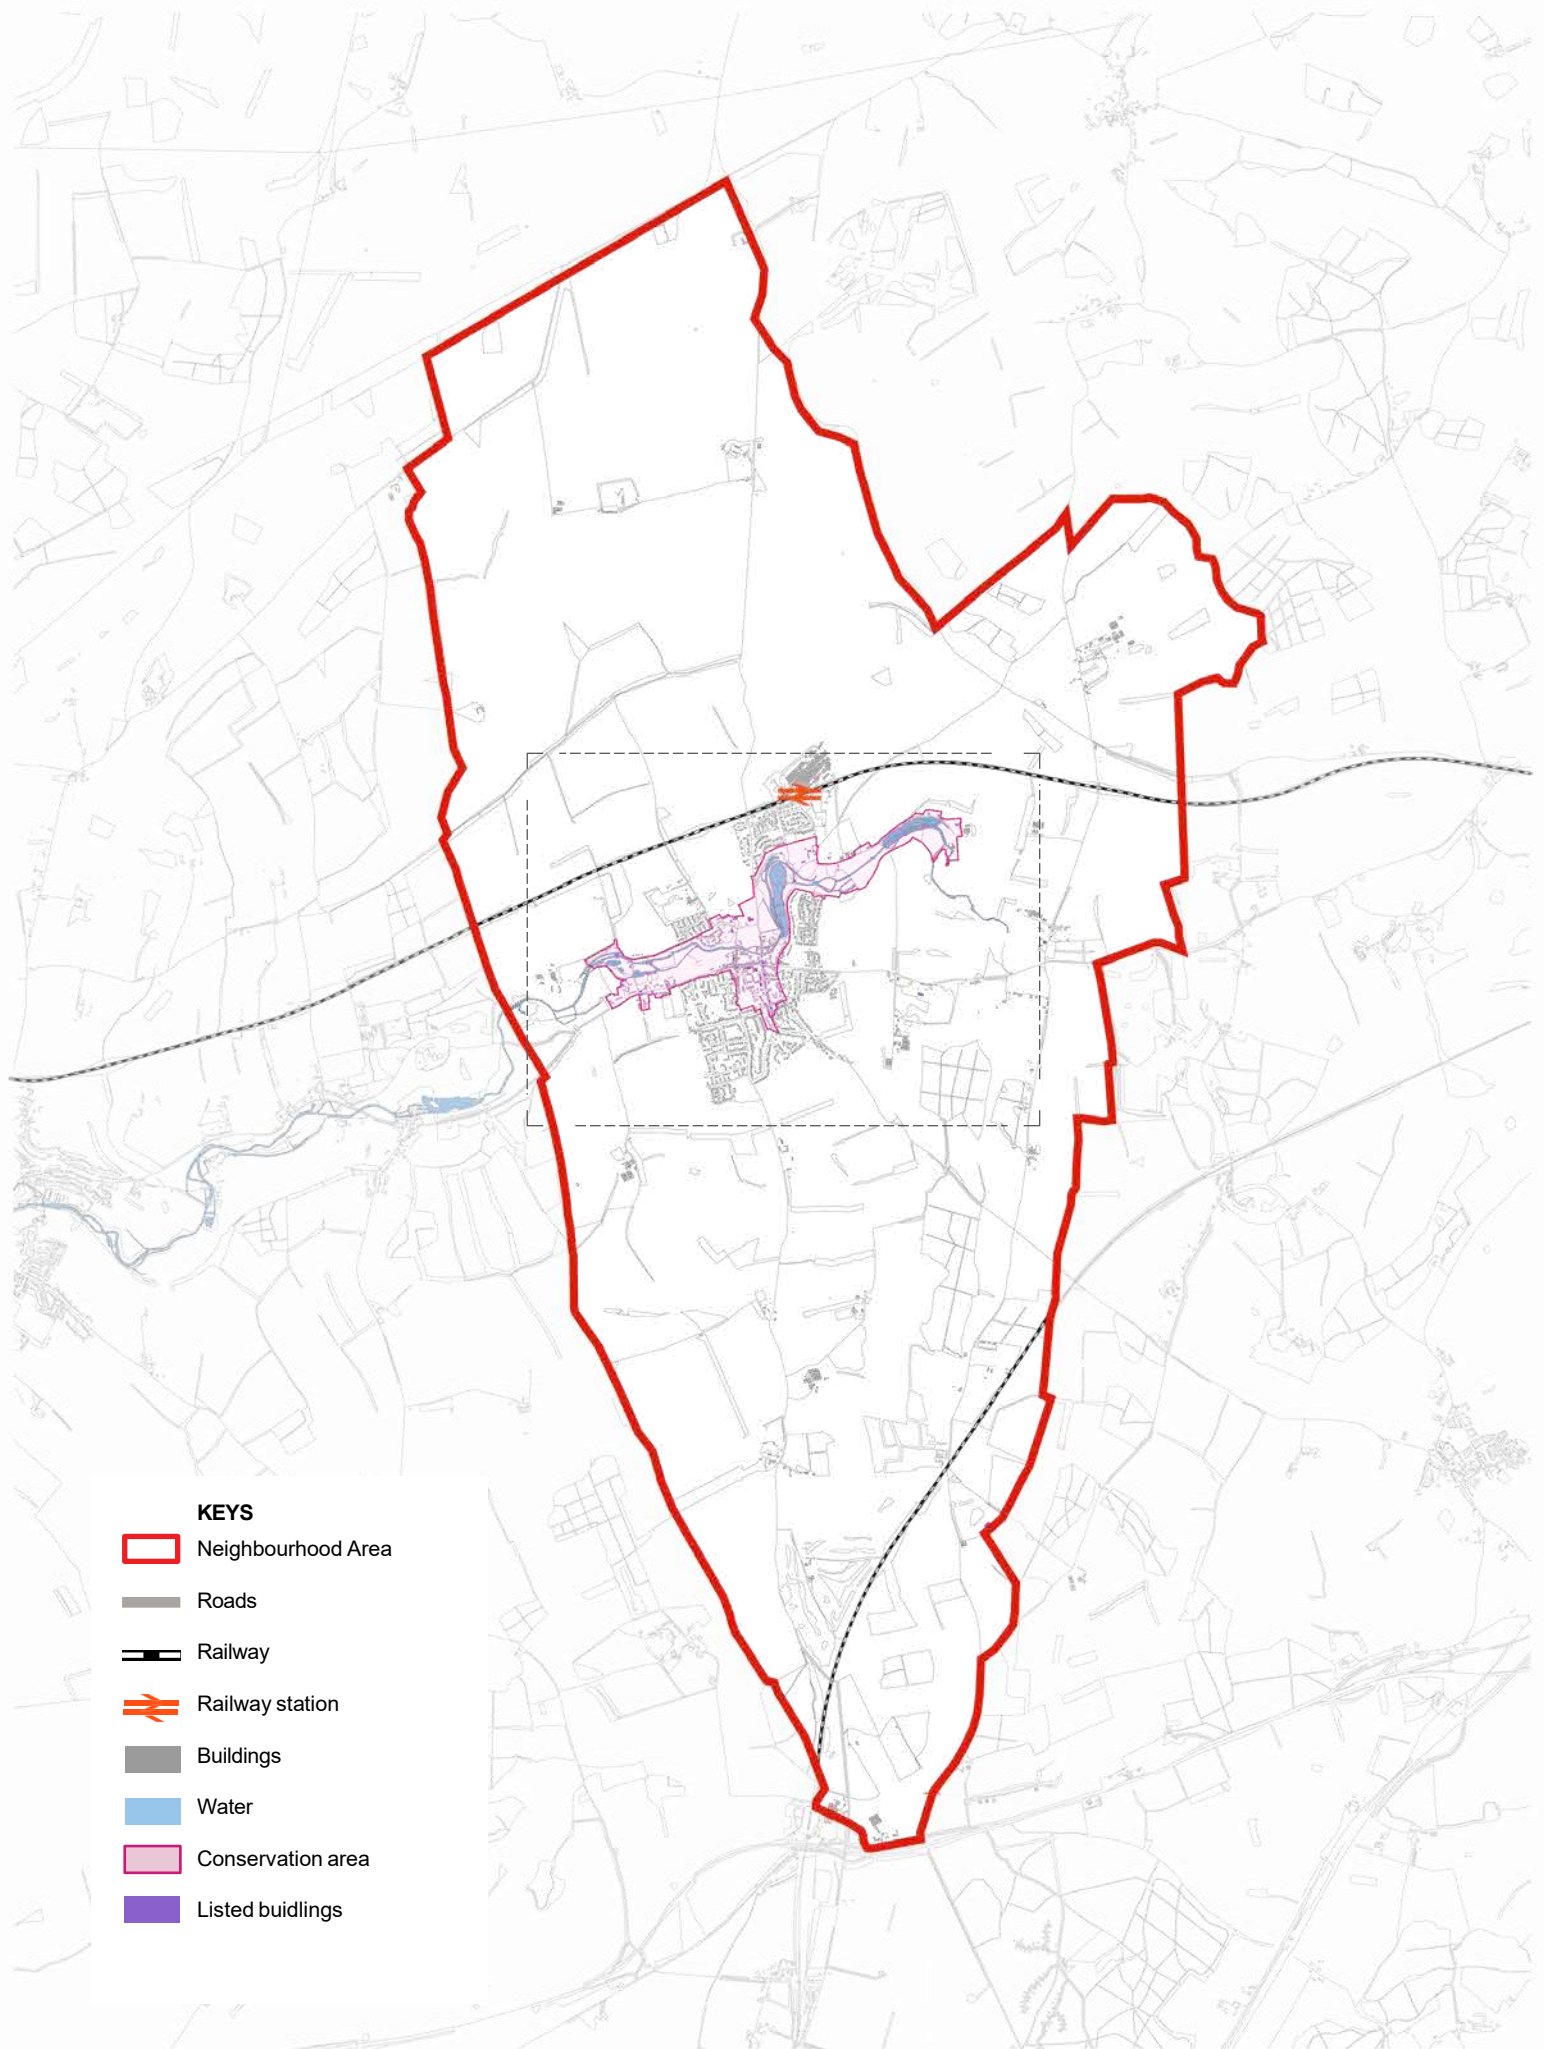 KEYS
Neighbourhood Area
Roads
Railway
Railway station
Buildings
Water
Conservation area
Listed buidlings